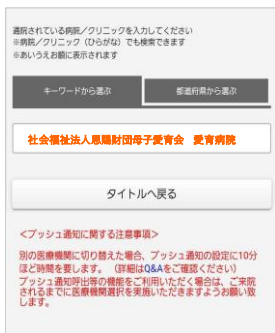 通院されている病院／クリニックを入力してください
※病院／クリニック（ひらがな）でも検索できます
※あいうえお順に表示されます
キーワードから選ぶ　都道府県から選ぶ
社会福祉法人恩賜財団母子愛育会　愛育病院
タイトルへ戻る
＜プッシュ通知に関する注意事項＞
別の医療機関に切り替えた場合、プッシュ通知の設定に10分
ほど時間を要します。（詳細はQ&Aをご確認ください）
プッシュ通知呼出等の機能をご利用いただく場合は、ご来院
されるまでに医療機関選択を実施いただきますようお願い致
します。